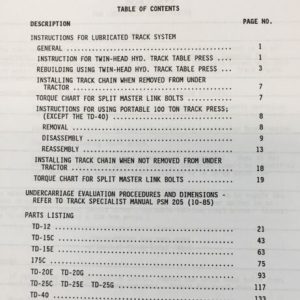 TABLE OF CONTENTS
DESCRIPTION PAGE NO.
INSTRUCTIONS FOR LUBRICATED TRACK SYSTEM
GENERAL .... 1
INSTRUCTION FOR TWIN-HEAD HYD. TRACK TABLE PRESS .... 1
REBUILDING USING TWIN-HEAD HYD. TRACK TABLE PRESS .... 3
INSTALLING TRACK CHAIN WHEN REMOVED FROM UNDER
TRACTOR .... 7
TORQUE CHART FOR SPLIT MASTER LINK BOLTS .... 7
INSTRUCTIONS FOR USING PORTABLE 100 TON TRACK PRESS;
(EXCEPT THE TD-40) .... 8
REMOVAL .... 8
DISASSEMBLY .... 9
REASSEMBLY .... 13
INSTALLING TRACK CHAIN WHEN NOT REMOVED FROM UNDER
TRACTOR .... 18
TORQUE CHART FOR SPLIT MASTER LINK BOLTS .... 19
UNDERCARRIAGE EVALUATION PROCEEDURES AND DIMENSIONS -
REFER TO TRACK SPECIALIST MANUAL PSM 205 (10-85)
PARTS LISTING
TD-12 .... 21
TD-15C .... 43
TD-15E .... 63
175C .... 75
TD-20E TD-20G .... 93
TD-25C TD-25E TD-25G .... 117
TD-40 .... 133